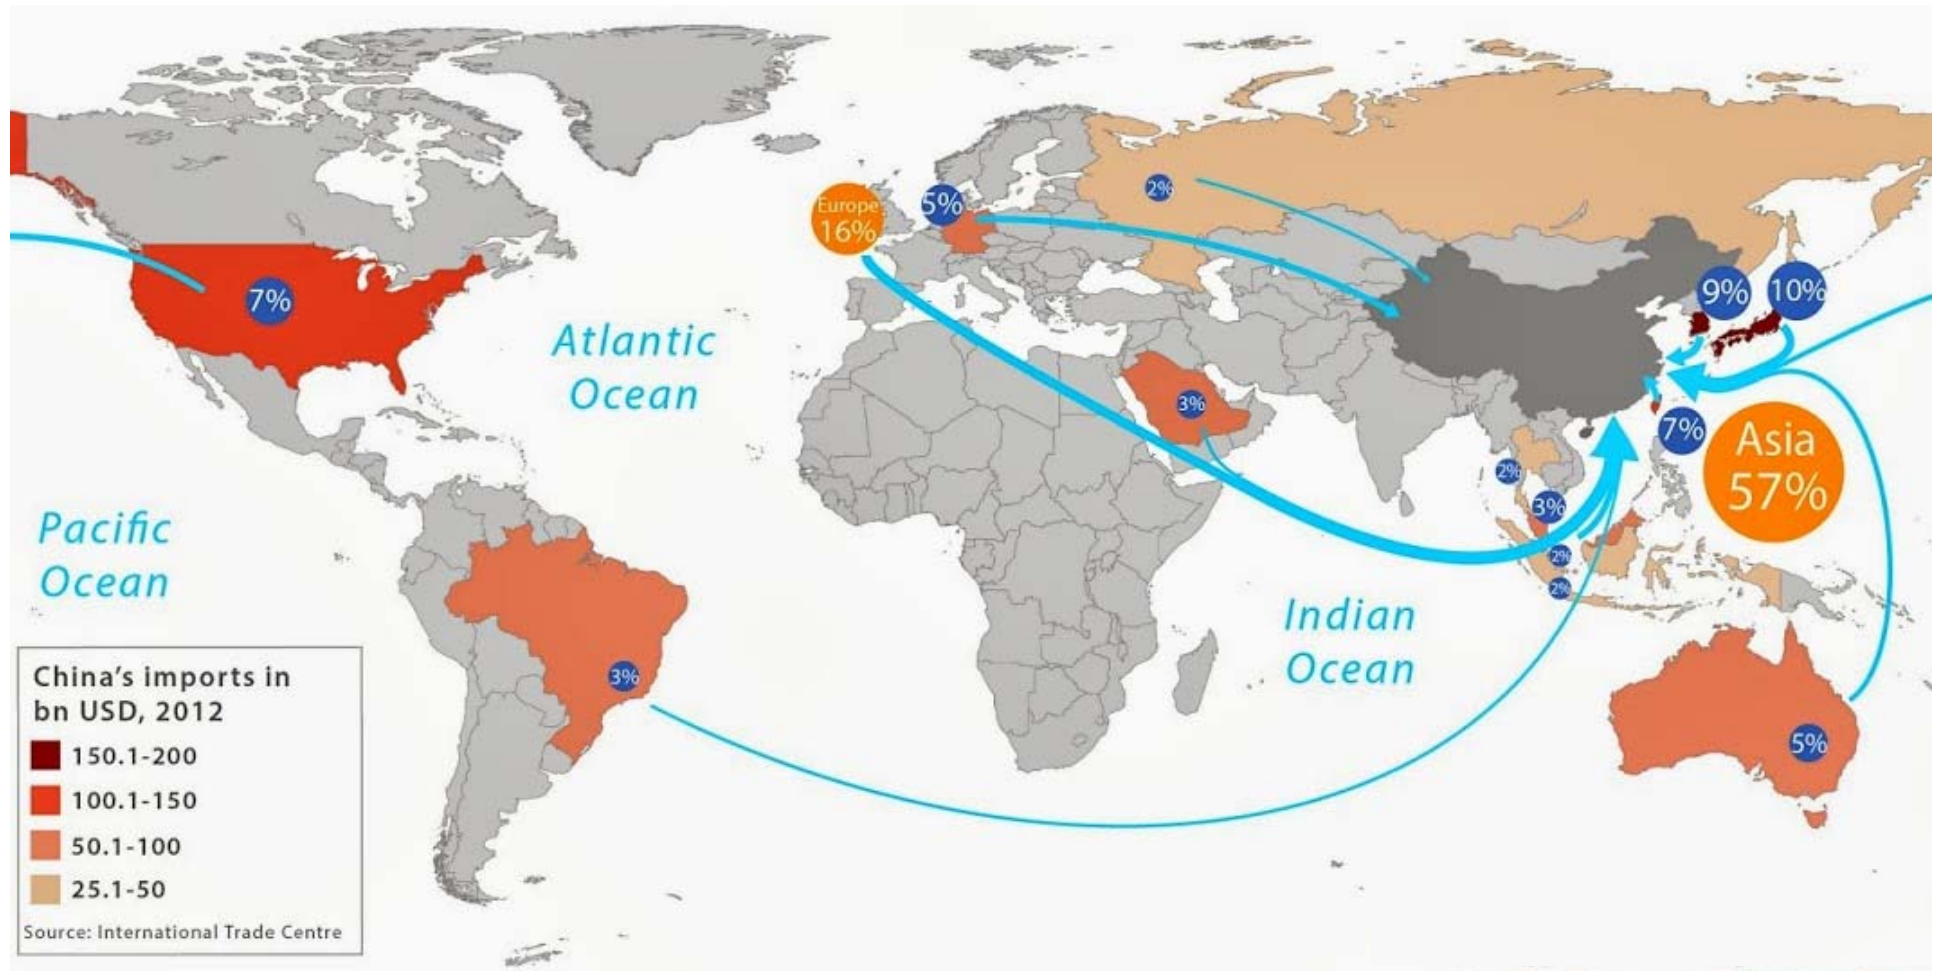 Europe
16%
5%
2%
7%
9%
10%
Atlantic
Ocean
3%
7%
Asia
57%
2%
3%
2%
2%
Pacific
Ocean
Indian
Ocean
3%
5%
China's imports in
bn USD, 2012
150.1-200
100.1-150
50.1-100
25.1-50
Source: International Trade Centre